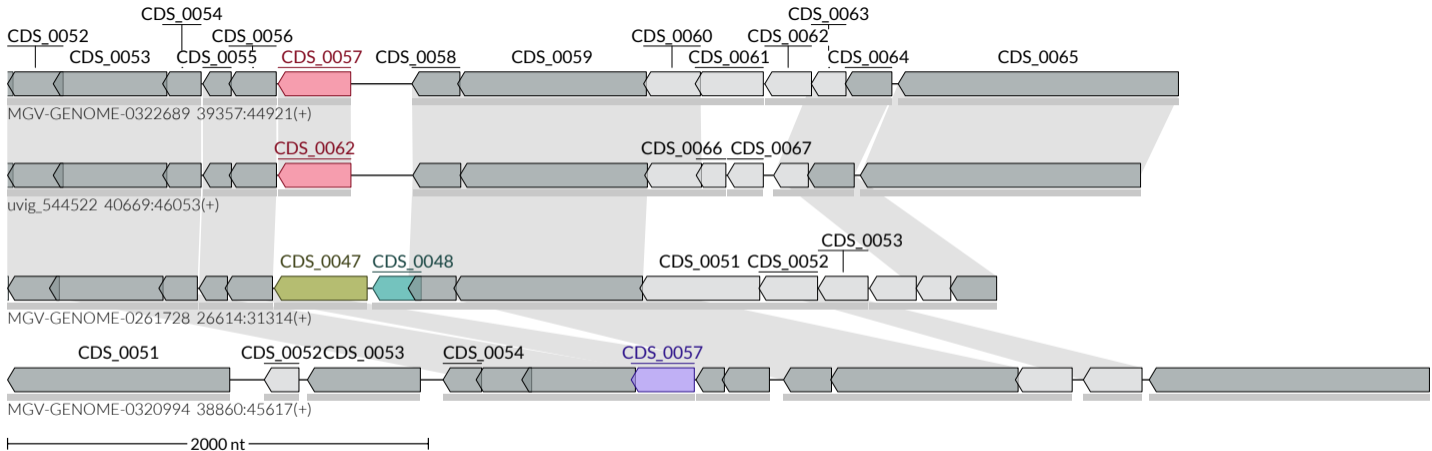 CDS_0054 CDS_0063
CDS_0052 CDS_0056 CDS_0060 CDS_0062
CDS_0053 CDS_0055 CDS_0057 CDS_0058 CDS_0059 CDS_0061 CDS_0064 CDS_0065
MGV-GENOME-0322689 39357:44921(+)
CDS_0062 CDS_0066 CDS_0067
uvig_544522 40669:46053(+)
CDS_0053
CDS_0047 CDS_0048 CDS_0051 CDS_0052
MGV-GENOME-0261728 26614:31314(+)
CDS_0051 CDS_0052 CDS_0053 CDS_0054 CDS_0057
MGV-GENOME-0320994 38860:45617(+)
2000 nt